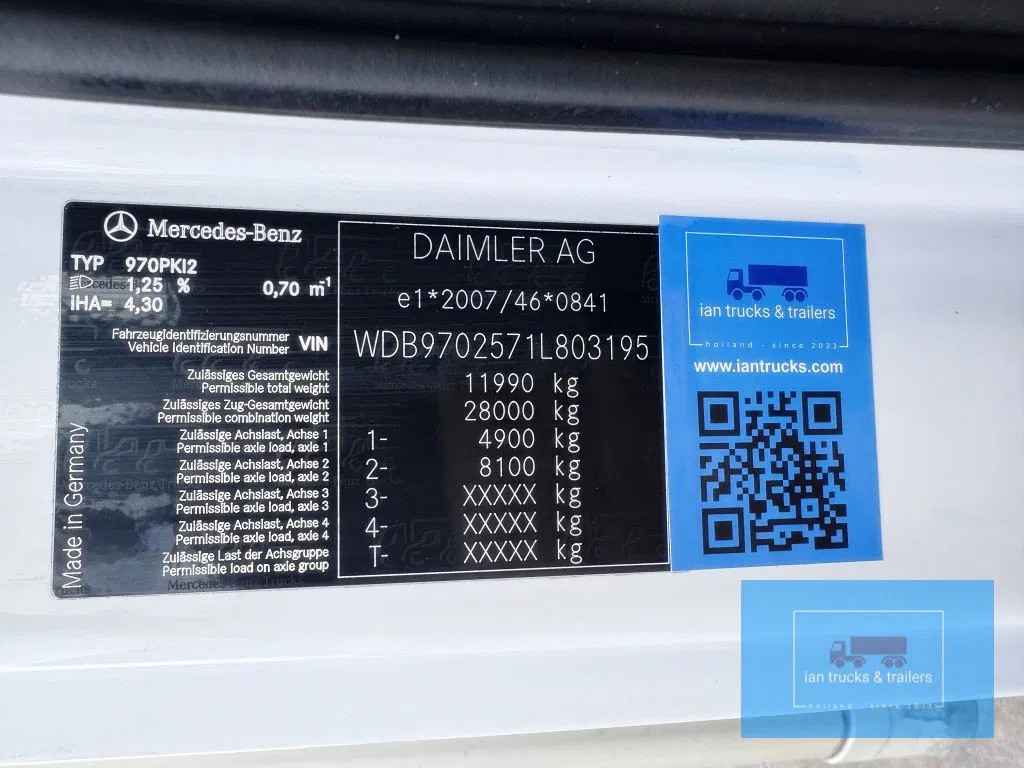 Mercedes-Benz
TYP 970PKI2
1,25 % 0,70 m⁻¹
iHA= 4,30
Fahrzeugidentifizierungsnummer
Vehicle Identification Number VIN
Zulässiges Gesamtgewicht
Permissible total weight
Zulässiges Zug-Gesamtgewicht
Permissible combination weight
Zulässige Achslast, Achse 1
Permissible axle load, axle 1
Zulässige Achslast, Achse 2
Permissible axle load, axle 2
Zulässige Achslast, Achse 3
Permissible axle load, axle 3
Zulässige Achslast, Achse 4
Permissible axle load, axle 4
Zulässige Last der Achsgruppe
Permissible load on axle group
Made in Germany
DAIMLER AG
e1*2007/46*0841
WDB9702571L803195
11990 kg
28000 kg
1- 4900 kg
2- 8100 kg
3- XXXXX kg
4- XXXXX kg
T- XXXXX kg
ian trucks & trailers
holland - since 2023
www.iantrucks.com
ian trucks & trailers